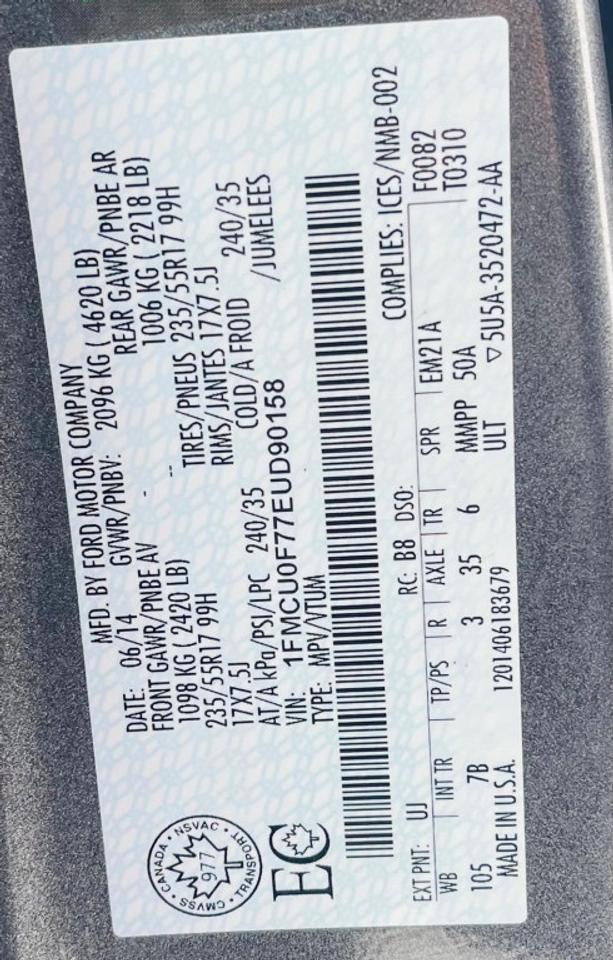 MFD. BY FORD MOTOR COMPANY
DATE: 06/14 GVWR/PNBV: 2096 KG ( 4620 LB)
FRONT GAWR/PNBE AV REAR GAWR/PNBE AR
1098 KG ( 2420 LB) - -- 1006 KG ( 2218 LB)
235/55R17 99H TIRES/PNEUS 235/55R17 99H
17X7.5J RIMS/JANTES 17X7.5J
AT/A kPa/PSI/LPC 240/35 COLD/A FROID 240/35
VIN: 1FMCU0F77EUD90158 /JUMELEES
TYPE: MPV/VTUM
CANADA • NSVAC • TRANSPORT • CMVSS •
977
EC
COMPLIES: ICES/NMB-002
EXT PNT: UJ RC: B8 DSO: F0082
WB INT TR TP/PS R AXLE TR SPR EM21A T0310
105 7B 3 35 6 MMPP 50A
MADE IN U.S.A. 1201406183679 ULT ▽5U5A-3520472-AA